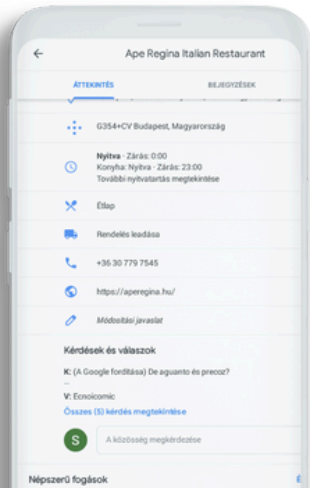 Ape Regina Italian Restaurant
ÁTTEKINTÉS
BEJEGYZÉSEK
G354+CV Budapest, Magyarország
Nyitva · Zárás: 0:00
Konyha: Nyitva · Zárás: 23:00
További nyitvatartás megtekintése
Étlap
Rendelés leadása
+36 30 779 7545
https://aperegina.hu/
Módosítási javaslat
Kérdések és válaszok
K: (A Google fordítása) De aguanto és precoz?
...
V: Ecnoicomic
Összes (5) kérdés megtekintése
S
A közösség megkérdezése
Népszerű fogások